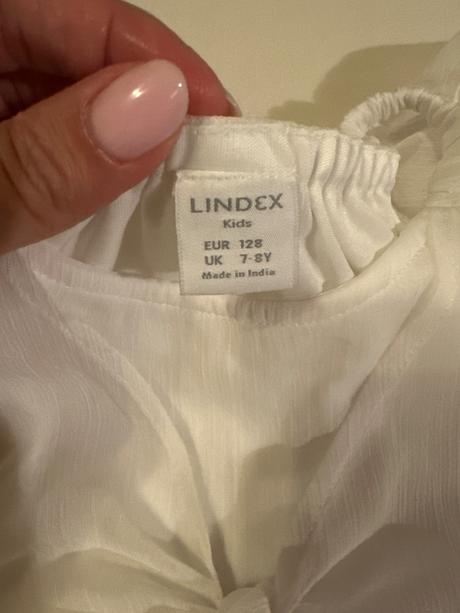 LINDEX
Kids
EUR 128
UK 7-8Y
Made in India